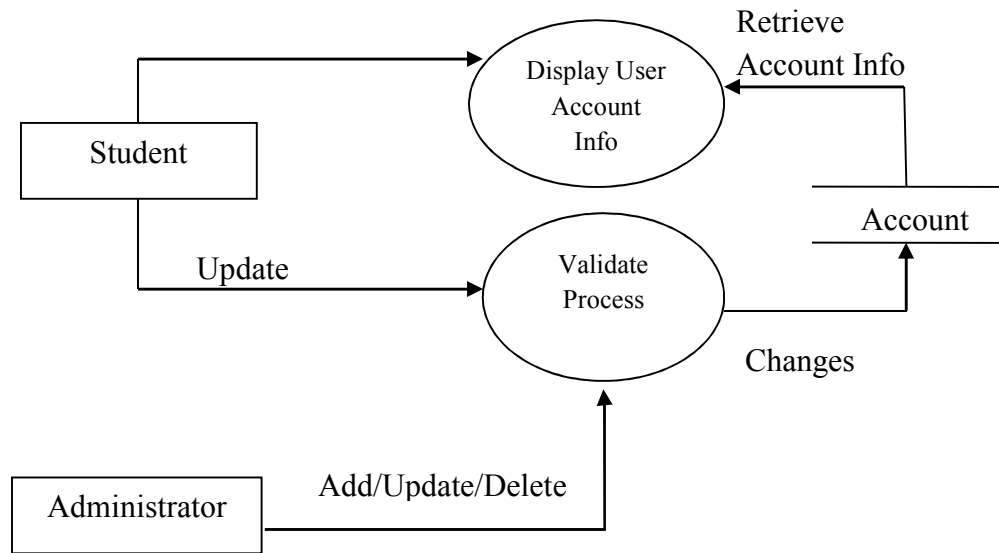 Retrieve
Account Info
Display User
Account
Info
Student
Account
Update
Validate
Process
Changes
Add/Update/Delete
Administrator